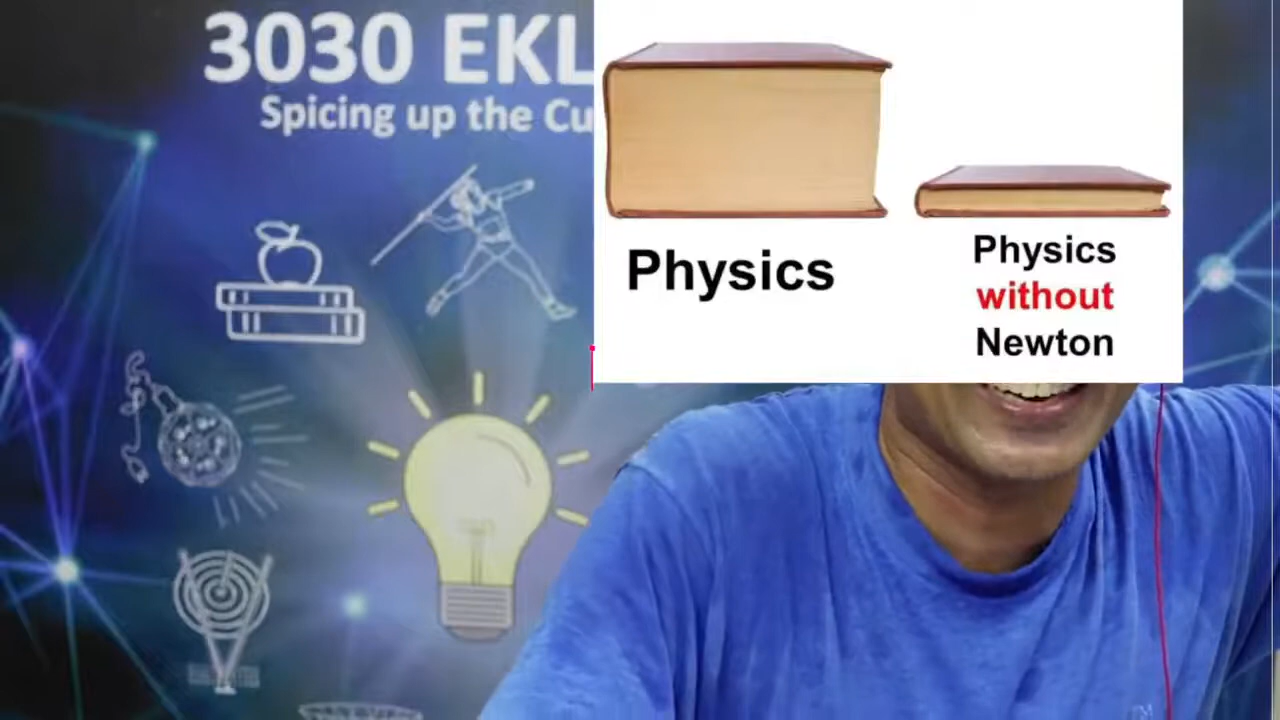 3030 EKL
Spicing up the Cu
Physics
Physics
without
Newton